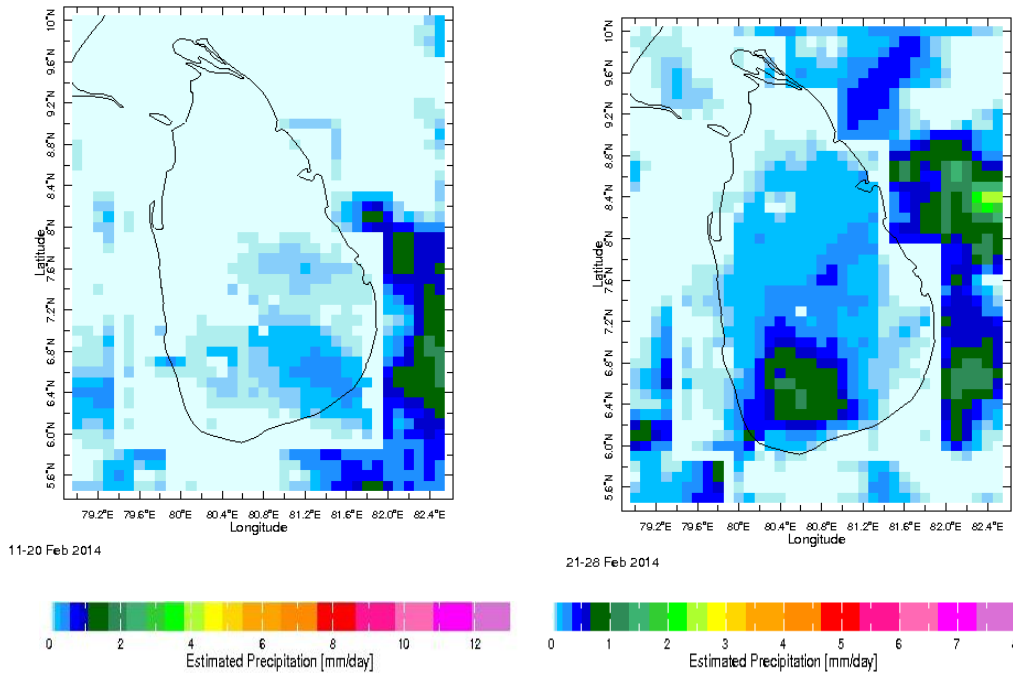 10°N
9.6°N
9.2°N
8.8°N
8.4°N
8°N
7.6°N
7.2°N
6.8°N
6.4°N
6.0°N
5.6°N
Latitude
79.2°E 79.6°E 80°E 80.4°E 80.8°E 81.2°E 81.6°E 82.0°E 82.4°E
Longitude
11-20 Feb 2014
0 2 4 6 8 10 12
Estimated Precipitation [mm/day]
10°N
9.6°N
9.2°N
8.8°N
8.4°N
8°N
7.6°N
7.2°N
6.8°N
6.4°N
6.0°N
5.6°N
Latitude
79.2°E 79.6°E 80°E 80.4°E 80.8°E 81.2°E 81.6°E 82.0°E 82.4°E
Longitude
21-28 Feb 2014
0 1 2 3 4 5 6 7
Estimated Precipitation [mm/day]